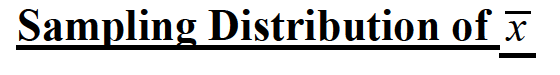 Sampling Distribution of x̅